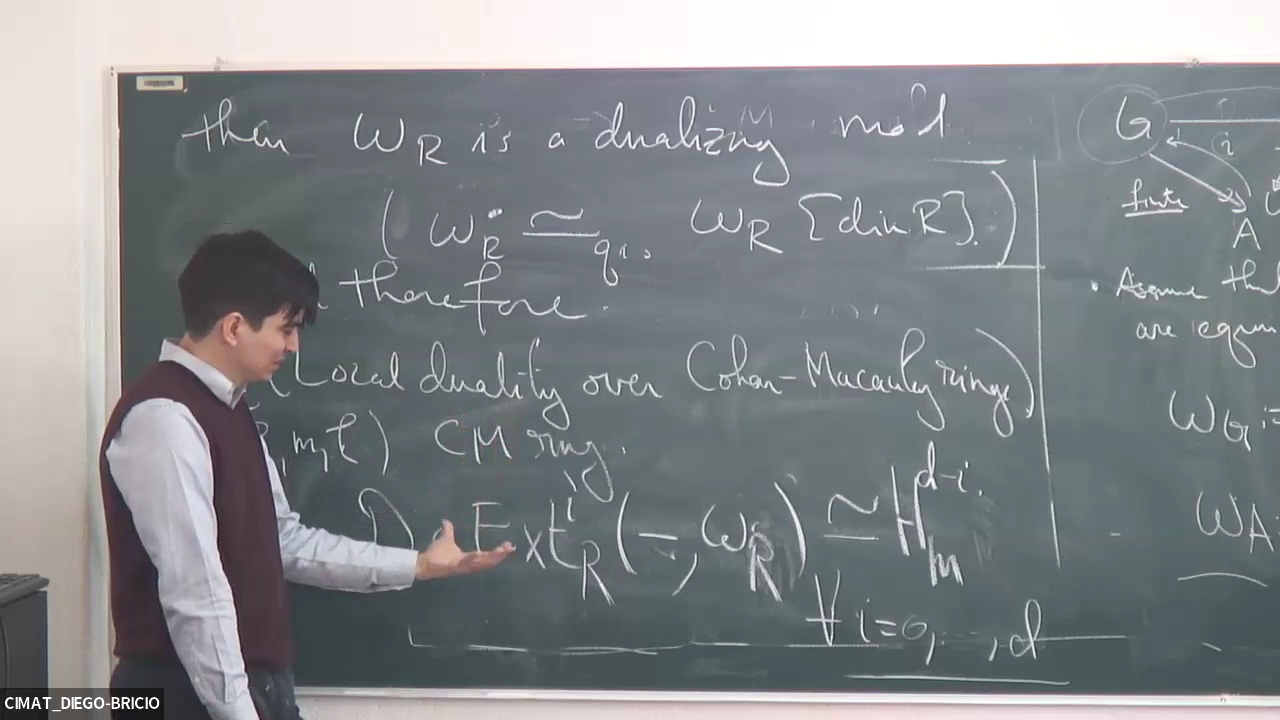 then ω_R is a dualizing mod
(ω_R^• ≃_{qi.} ω_R [dim R].)
therefore.
(Local duality over Cohen-Macaulay rings)
,m,k) CM ring.
D ∘ Ext^i_R (-, ω_R) ≃ H^{d-i}_m
∀ i=0,...,d
G
i
finite
A
• Assume that
are equi
ω_G =
ω_A
CIMAT_DIEGO-BRICIO